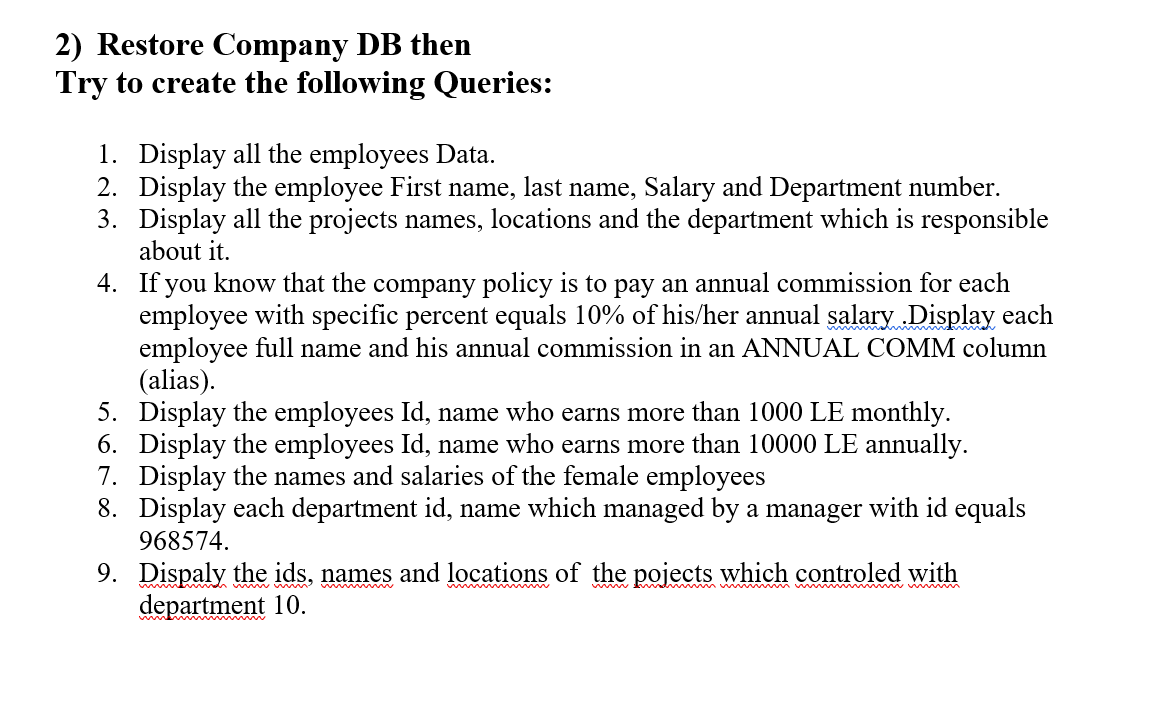 2) Restore Company DB then
Try to create the following Queries:
1. Display all the employees Data.
2. Display the employee First name, last name, Salary and Department number.
3. Display all the projects names, locations and the department which is responsible
about it.
4. If you know that the company policy is to pay an annual commission for each
employee with specific percent equals 10% of his/her annual salary .Display each
employee full name and his annual commission in an ANNUAL COMM column
(alias).
5. Display the employees Id, name who earns more than 1000 LE monthly.
6. Display the employees Id, name who earns more than 10000 LE annually.
7. Display the names and salaries of the female employees
8. Display each department id, name which managed by a manager with id equals
968574.
9. Dispaly the ids, names and locations of  the pojects which controled with
department 10.